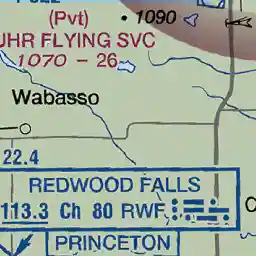 (Pvt)
1090
UHR FLYING SVC
1070 - 26
Wabasso
22.4
REDWOOD FALLS
113.3 Ch 80 RWF
PRINCETON